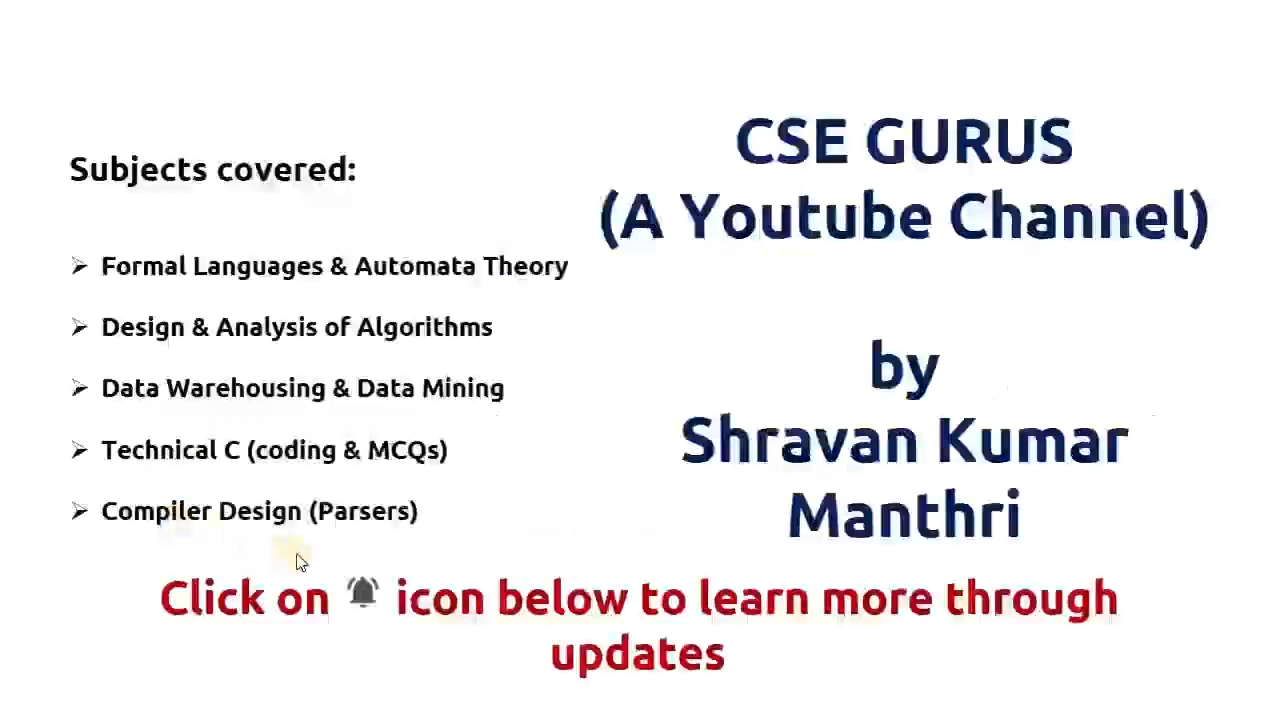 Subjects covered:
➢ Formal Languages & Automata Theory
➢ Design & Analysis of Algorithms
➢ Data Warehousing & Data Mining
➢ Technical C (coding & MCQs)
➢ Compiler Design (Parsers)
CSE GURUS
(A Youtube Channel)
by
Shravan Kumar
Manthri
Click on icon below to learn more through
updates